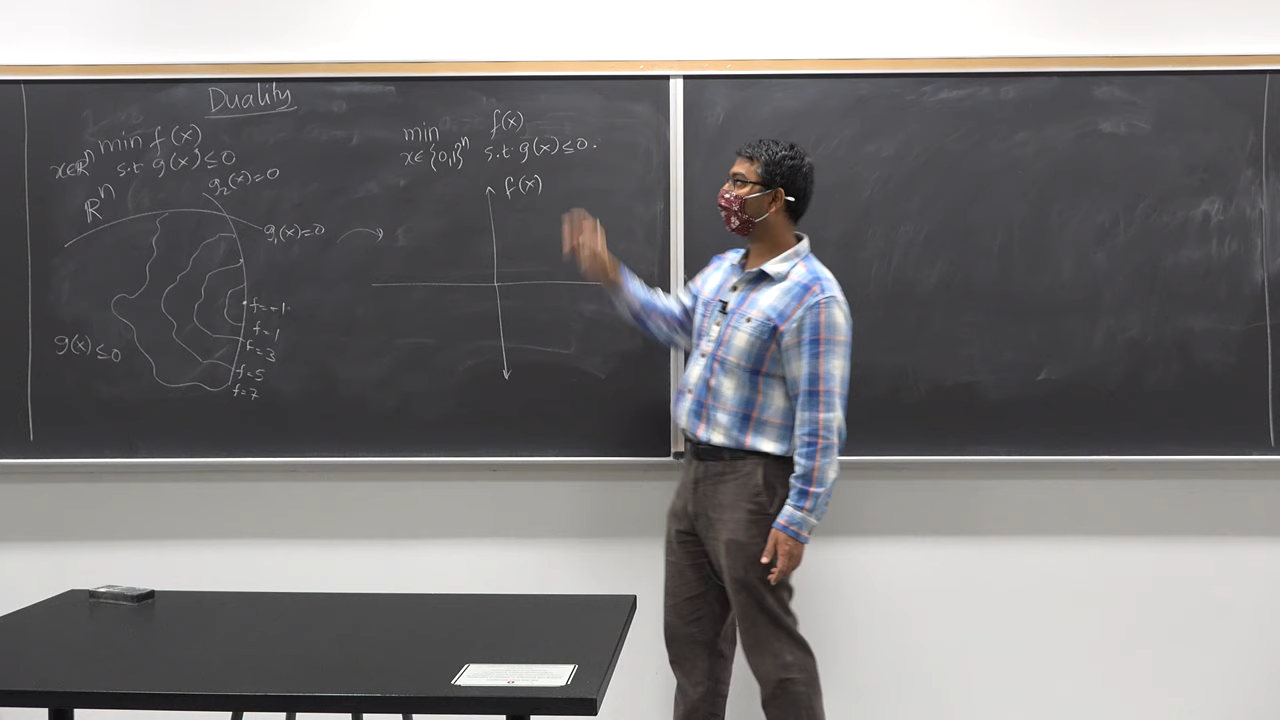 Duality
min f(x)
x∈ℝⁿ s.t g(x)≤0
ℝⁿ
g₂(x)=0
g₁(x)=0
g(x)≤0
f=-1
f=1
f=3
f=5
f=7
min f(x)
x∈{0,1}ⁿ s.t g(x)≤0.
f(x)